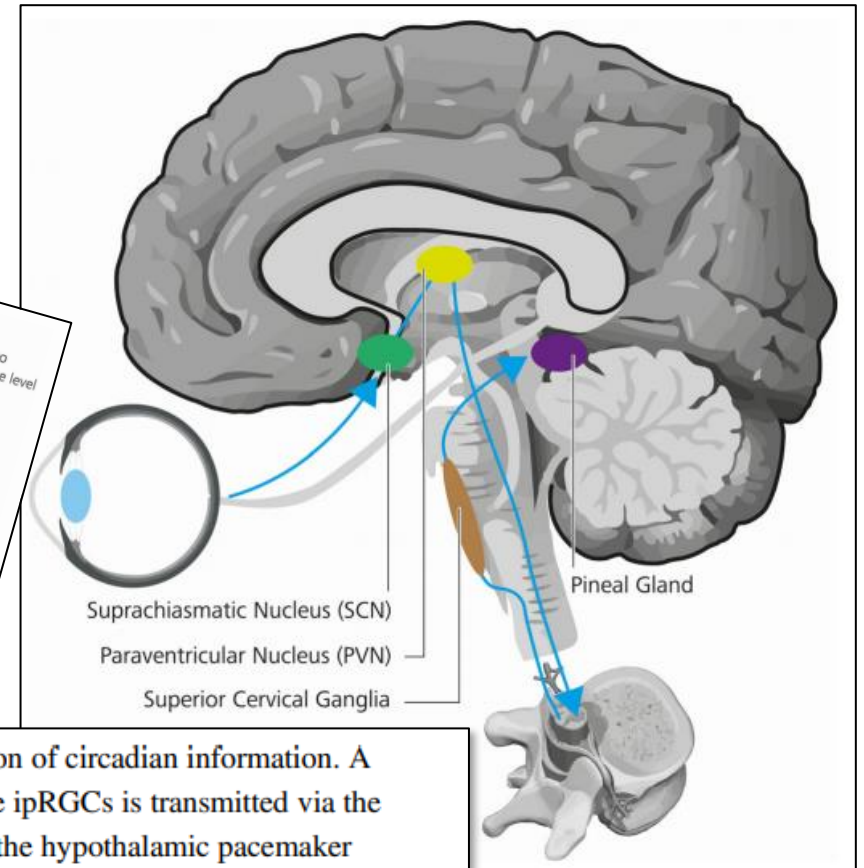 e level
Suprachiasmatic Nucleus (SCN)
Paraventricular Nucleus (PVN)
Superior Cervical Ganglia
Pineal Gland
on of circadian information. A
e ipRGCs is transmitted via the
the hypothalamic pacemaker